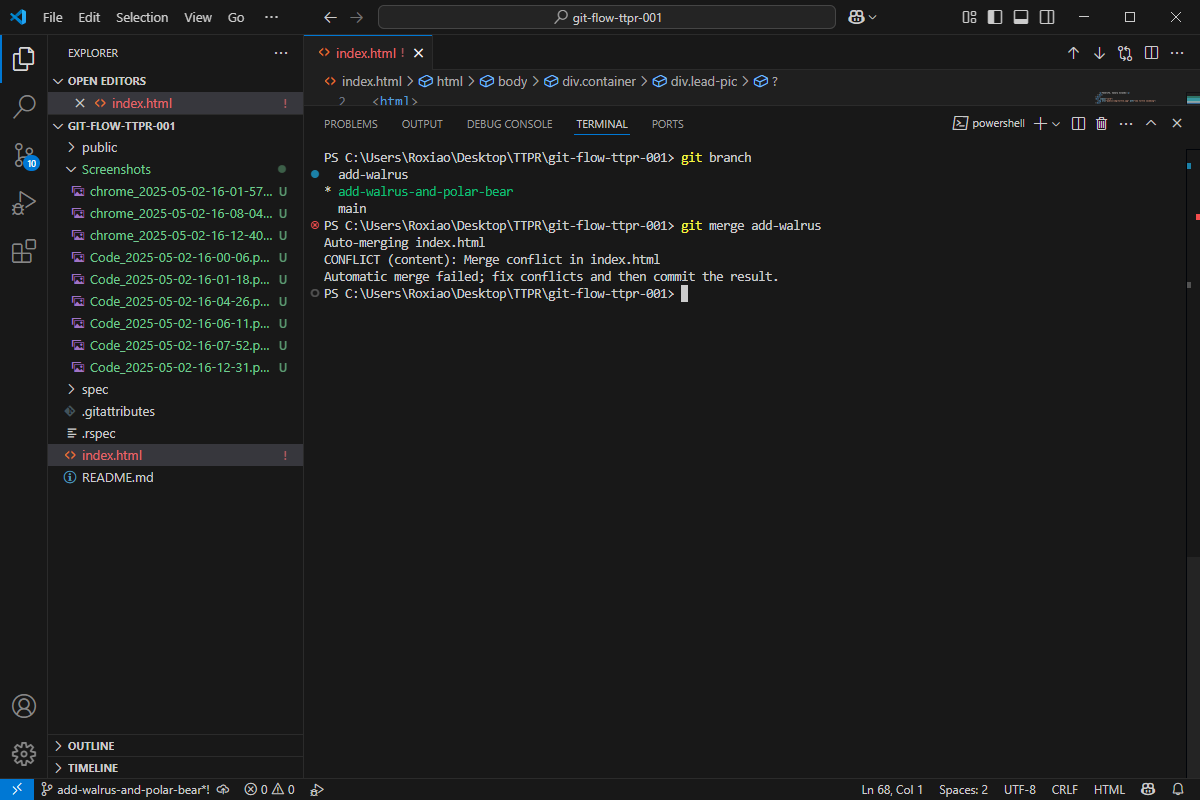 File Edit Selection View Go ··· git-flow-ttpr-001
EXPLORER ···
OPEN EDITORS
index.html !
GIT-FLOW-TTPR-001
public
Screenshots
chrome_2025-05-02-16-01-57... U
chrome_2025-05-02-16-08-04... U
chrome_2025-05-02-16-12-40... U
Code_2025-05-02-16-00-06.p... U
Code_2025-05-02-16-01-18.p... U
Code_2025-05-02-16-04-26.p... U
Code_2025-05-02-16-06-11.p... U
Code_2025-05-02-16-07-52.p... U
Code_2025-05-02-16-12-31.p... U
spec
.gitattributes
.rspec
index.html !
README.md
OUTLINE
TIMELINE
10
index.html !
index.html > html > body > div.container > div.lead-pic > ?
2 <html>
PROBLEMS OUTPUT DEBUG CONSOLE TERMINAL PORTS powershell
PS C:\Users\Roxiao\Desktop\TTPR\git-flow-ttpr-001> git branch
add-walrus
* add-walrus-and-polar-bear
main
PS C:\Users\Roxiao\Desktop\TTPR\git-flow-ttpr-001> git merge add-walrus
Auto-merging index.html
CONFLICT (content): Merge conflict in index.html
Automatic merge failed; fix conflicts and then commit the result.
PS C:\Users\Roxiao\Desktop\TTPR\git-flow-ttpr-001>
add-walrus-and-polar-bear*! 0 0 Ln 68, Col 1 Spaces: 2 UTF-8 CRLF HTML